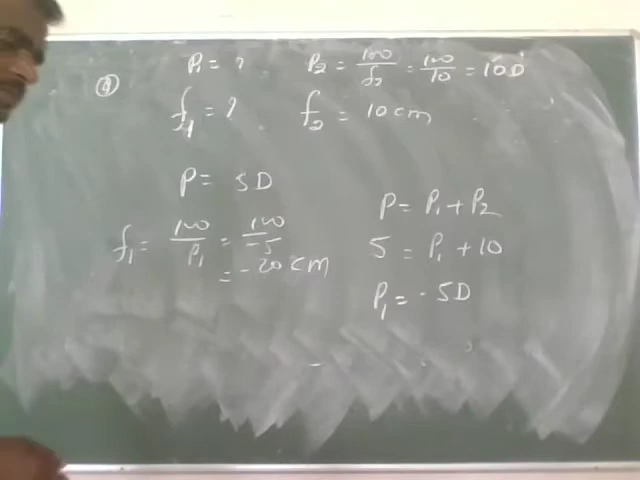 ④ P₁ = ? P₂ = 100/f₂ = 100/10 = 10D
f₁ = ? f₂ = 10 cm
P = 5D
P = P₁ + P₂
f₁ = 100/P₁ = 100/-5
5 = P₁ + 10
= -20 cm
P₁ = -5D